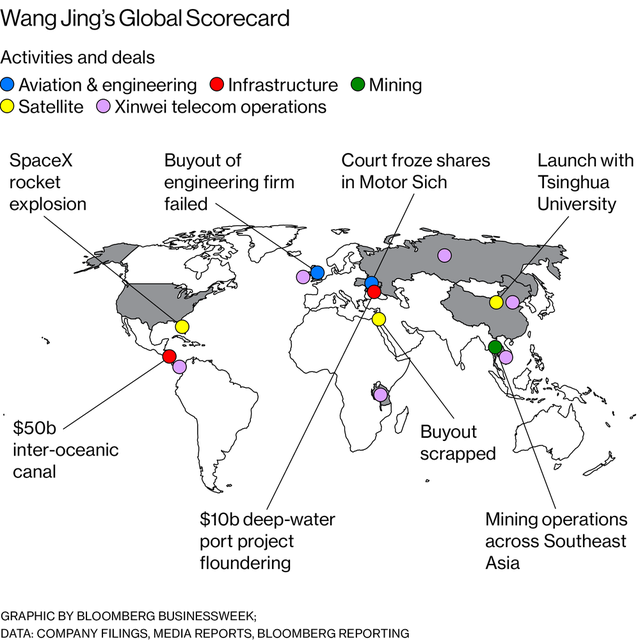 Wang Jing's Global Scorecard
Activities and deals
Aviation & engineering Infrastructure Mining
Satellite Xinwei telecom operations
SpaceX
rocket
explosion
Buyout of
engineering firm
failed
Court froze shares
in Motor Sich
Launch with
Tsinghua
University
$50b
inter-oceanic
canal
Buyout
scrapped
$10b deep-water
port project
floundering
Mining operations
across Southeast
Asia
GRAPHIC BY BLOOMBERG BUSINESSWEEK;
DATA: COMPANY FILINGS, MEDIA REPORTS, BLOOMBERG REPORTING